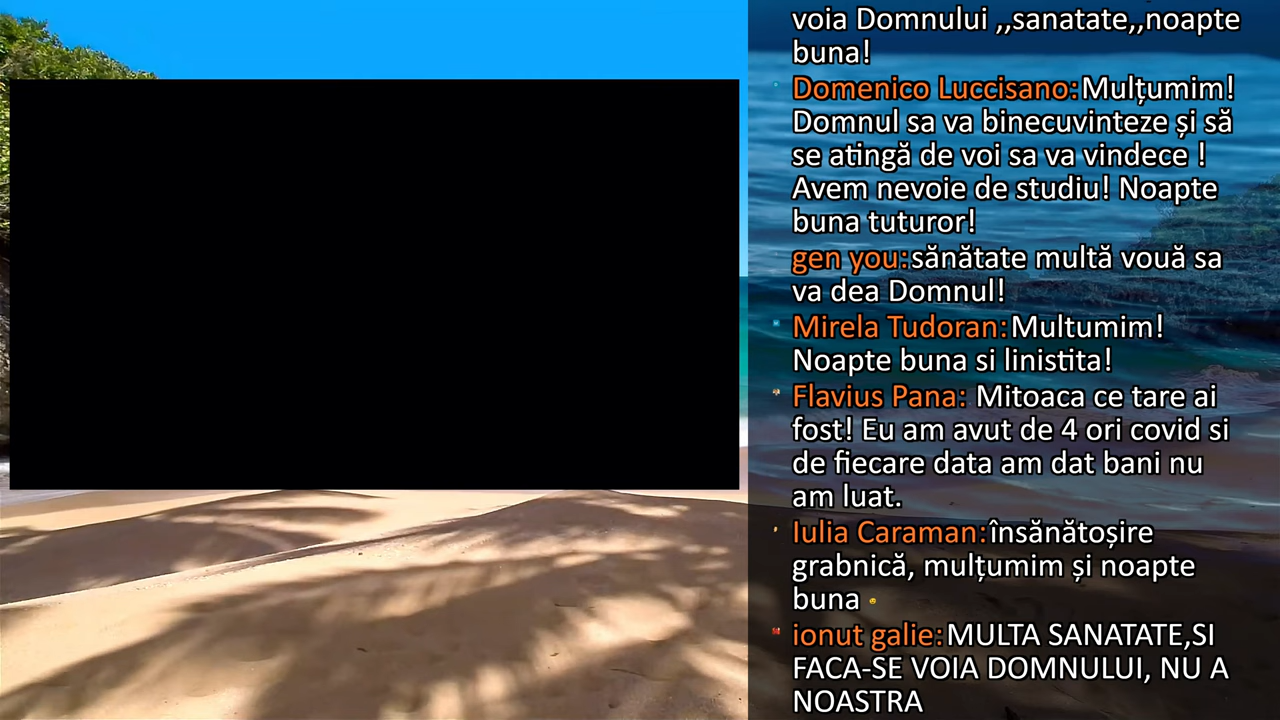 voia Domnului ,,sanatate,,noapte
buna!
Domenico Luccisano: Mulțumim!
Domnul sa va binecuvinteze și să
se atingă de voi sa va vindece !
Avem nevoie de studiu! Noapte
buna tuturor!
gen you: sănătate multă vouă sa
va dea Domnul!
Mirela Tudoran: Multumim!
Noapte buna si linistita!
Flavius Pana: Mitoaca ce tare ai
fost! Eu am avut de 4 ori covid si
de fiecare data am dat bani nu
am luat.
Iulia Caraman: însănătoșire
grabnică, mulțumim și noapte
buna
ionut galie: MULTA SANATATE,SI
FACA-SE VOIA DOMNULUI, NU A
NOASTRA